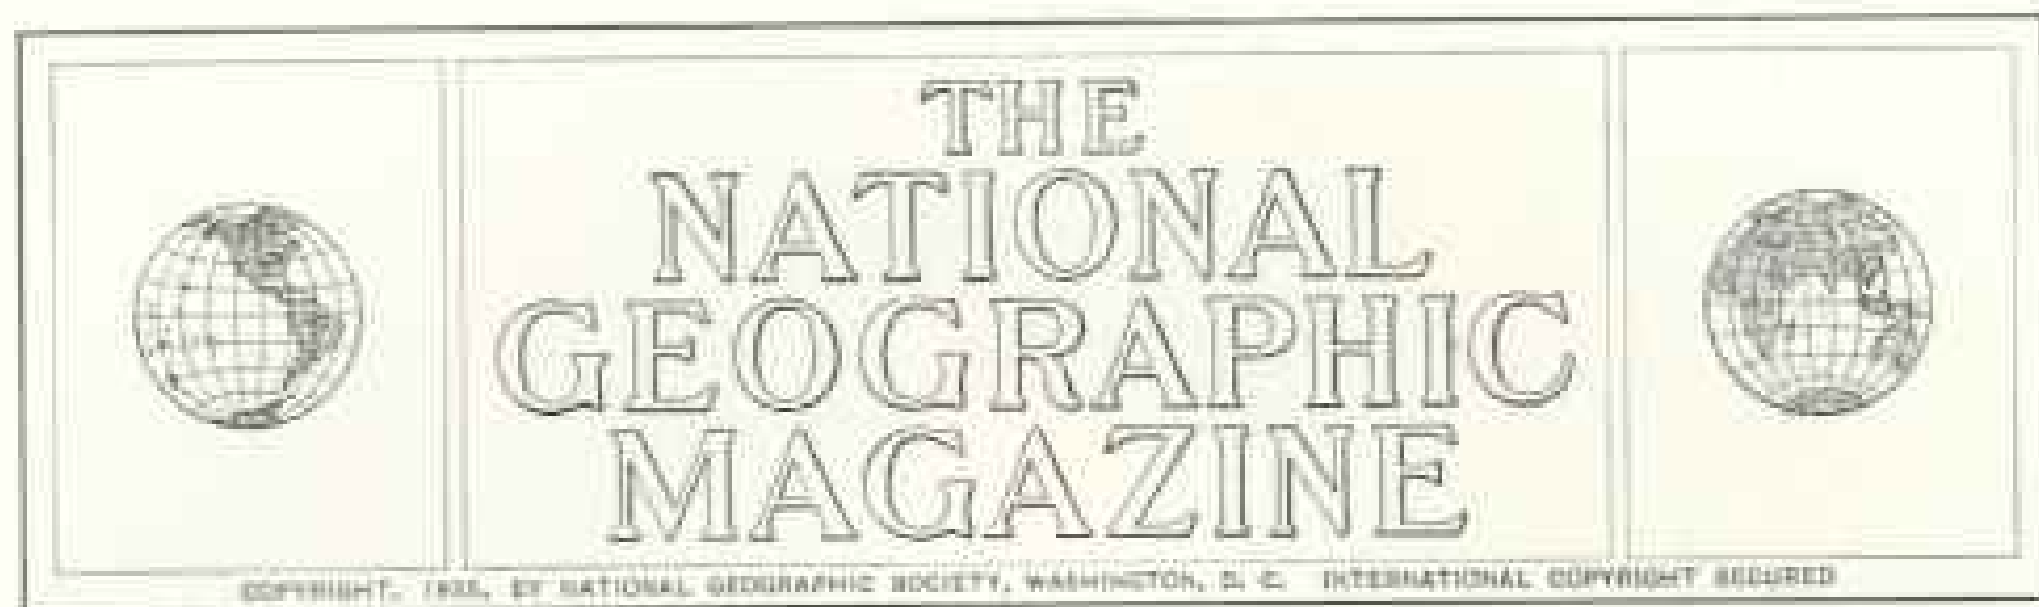 THE
NATIONAL
GEOGRAPHIC
MAGAZINE
COPYRIGHT, BY NATIONAL GEOGRAPHIC SOCIETY, WASHINGTON, D. C. INTERNATIONAL COPYRIGHT SECURED